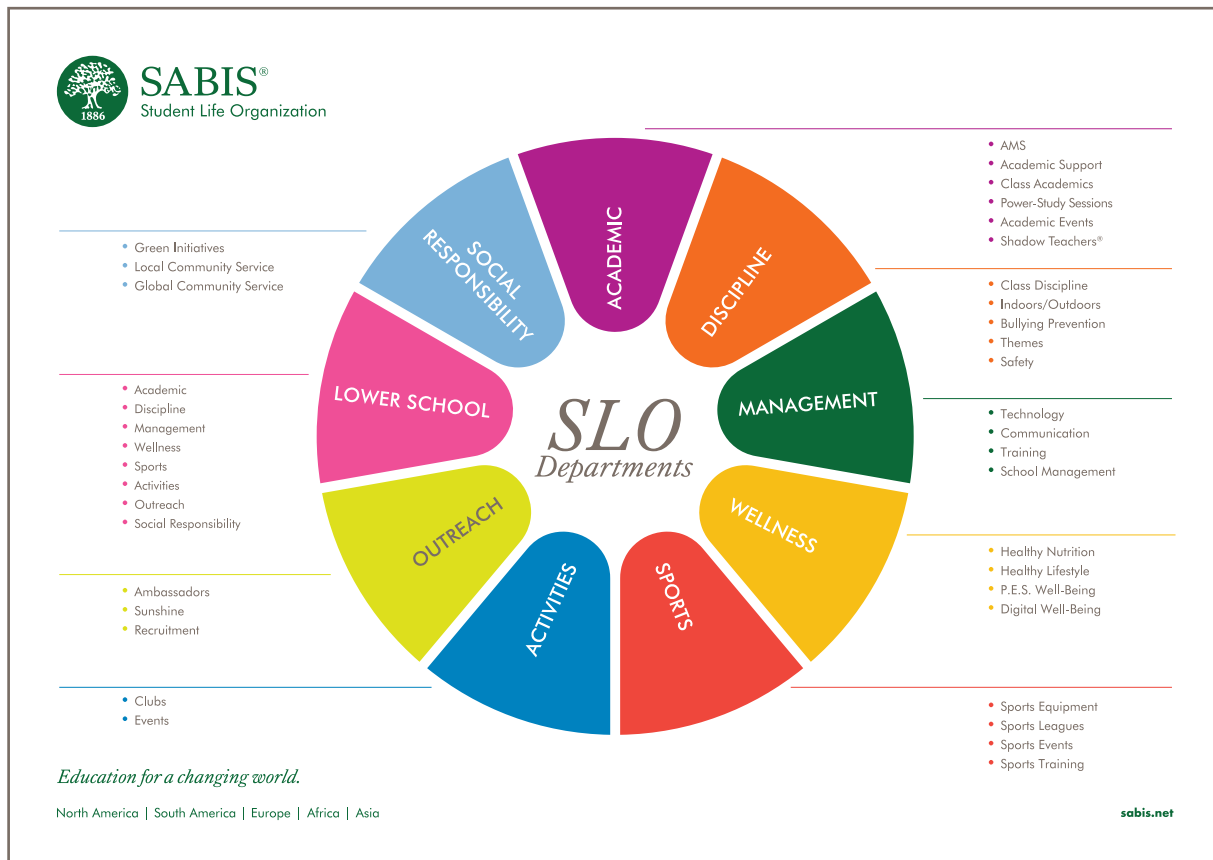 SABIS®
Student Life Organization
1886
ACADEMIC
• AMS
• Academic Support
• Class Academics
• Power-Study Sessions
• Academic Events
• Shadow Teachers®
DISCIPLINE
• Class Discipline
• Indoors/Outdoors
• Bullying Prevention
• Themes
• Safety
MANAGEMENT
• Technology
• Communication
• Training
• School Management
WELLNESS
• Healthy Nutrition
• Healthy Lifestyle
• P.E.S. Well-Being
• Digital Well-Being
SPORTS
• Sports Equipment
• Sports Leagues
• Sports Events
• Sports Training
ACTIVITIES
• Clubs
• Events
OUTREACH
• Ambassadors
• Sunshine
• Recruitment
LOWER SCHOOL
• Academic
• Discipline
• Management
• Wellness
• Sports
• Activities
• Outreach
• Social Responsibility
SOCIAL
RESPONSIBILITY
• Green Initiatives
• Local Community Service
• Global Community Service
SLO
Departments
Education for a changing world.
North America | South America | Europe | Africa | Asia
sabis.net